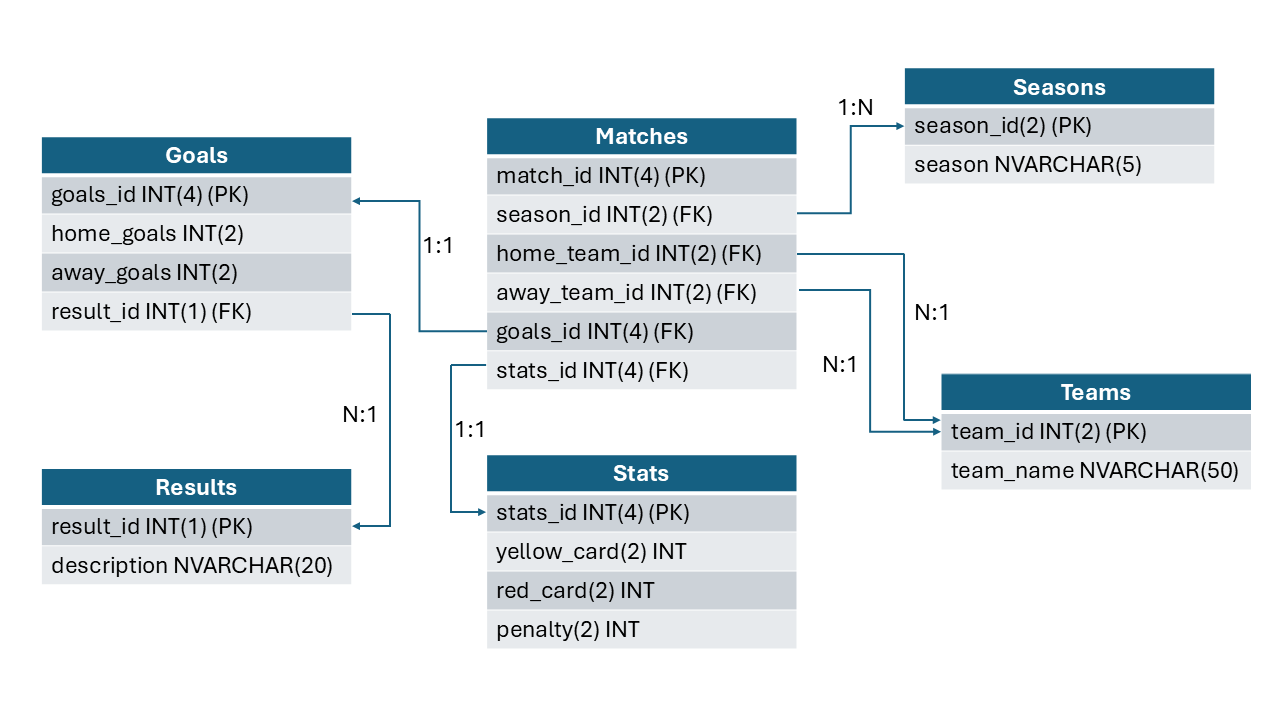 Goals
goals_id INT(4) (PK)
home_goals INT(2)
away_goals INT(2)
result_id INT(1) (FK)
N:1
Results
result_id INT(1) (PK)
description NVARCHAR(20)
1:1
Matches
match_id INT(4) (PK)
season_id INT(2) (FK)
home_team_id INT(2) (FK)
away_team_id INT(2) (FK)
goals_id INT(4) (FK)
stats_id INT(4) (FK)
1:1
Stats
stats_id INT(4) (PK)
yellow_card(2) INT
red_card(2) INT
penalty(2) INT
1:N
Seasons
season_id(2) (PK)
season NVARCHAR(5)
N:1
N:1
Teams
team_id INT(2) (PK)
team_name NVARCHAR(50)